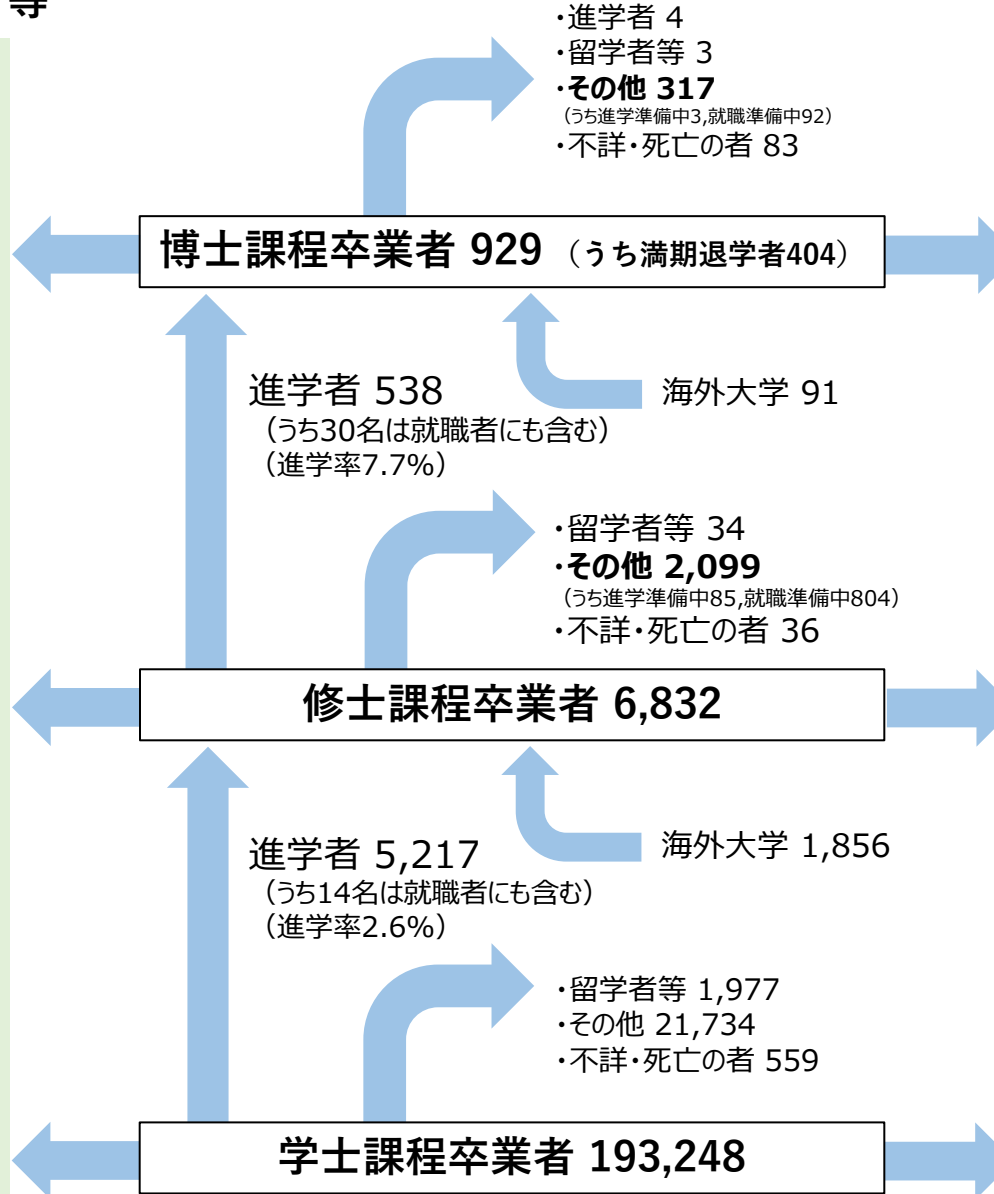 等
・進学者 4
・留学者等 3
・その他 317
（うち進学準備中3,就職準備中92）
・不詳・死亡の者 83
博士課程卒業者 929 （うち満期退学者404）
進学者 538
（うち30名は就職者にも含む）
（進学率7.7%）
海外大学 91
・留学者等 34
・その他 2,099
（うち進学準備中85,就職準備中804）
・不詳・死亡の者 36
修士課程卒業者 6,832
進学者 5,217
（うち14名は就職者にも含む）
（進学率2.6%）
海外大学 1,856
・留学者等 1,977
・その他 21,734
・不詳・死亡の者 559
学士課程卒業者 193,248